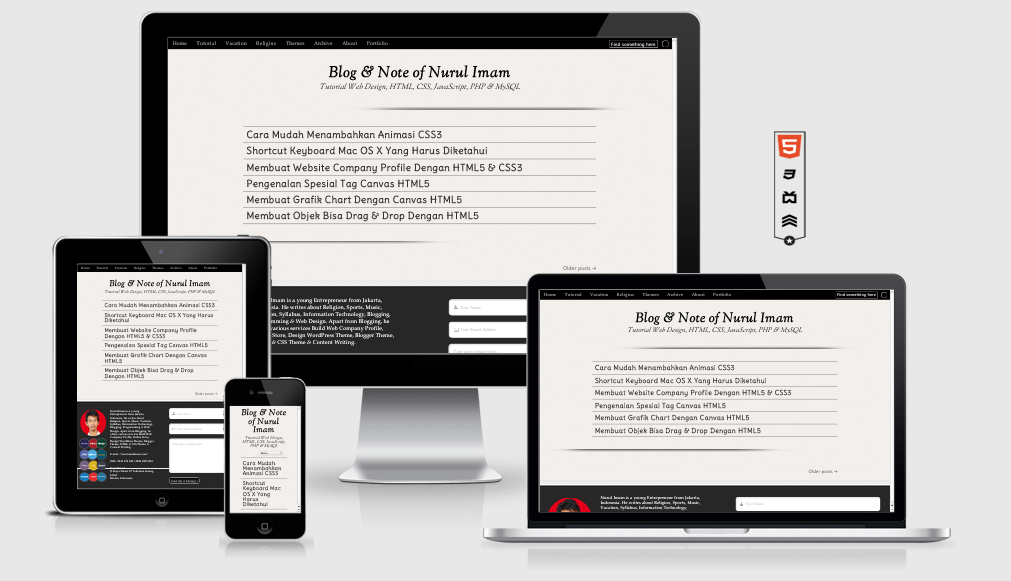 Home Tutorial Vacation Religius Themes Archive About Portfolio
Find something here
Blog & Note of Nurul Imam
Tutorial Web Design, HTML, CSS, JavaScript, PHP & MySQL
Cara Mudah Menambahkan Animasi CSS3
Shortcut Keyboard Mac OS X Yang Harus Diketahui
Membuat Website Company Profile Dengan HTML5 & CSS3
Pengenalan Spesial Tag Canvas HTML5
Membuat Grafik Chart Dengan Canvas HTML5
Membuat Objek Bisa Drag & Drop Dengan HTML5
Older posts →
Imam is a young Entrepreneur from Jakarta,
He writes about Religion, Sports, Music,
Syllabus, Information Technology, Blogging,
& Web Design. Apart from Blogging, he
various services Build Web Company Profile,
Store, Design WordPress Theme, Blogger Theme,
& CSS Theme & Content Writing.
Your Name
Your Email Address
5
3
Home Tutorial Vacation Religius Themes Archive About Portfolio
Blog & Note of Nurul Imam
Tutorial Web Design, HTML, CSS, JavaScript, PHP & MySQL
Cara Mudah Menambahkan Animasi CSS3
Shortcut Keyboard Mac OS X Yang Harus
Diketahui
Membuat Website Company Profile
Dengan HTML5 & CSS3
Pengenalan Spesial Tag Canvas HTML5
Membuat Grafik Chart Dengan Canvas
HTML5
Membuat Objek Bisa Drag & Drop
Dengan HTML5
Older posts →
Blog & Note
of Nurul
Imam
Tutorial Web Design,
HTML, CSS, JavaScript,
PHP & MySQL
Cara Mudah
Menambahkan
Animasi CSS3
Shortcut
Keyboard Mac
OS X Yang
Harus
Diketahui
Home Tutorial Vacation Religius Themes Archive About Portfolio
Find something here
Blog & Note of Nurul Imam
Tutorial Web Design, HTML, CSS, JavaScript, PHP & MySQL
Cara Mudah Menambahkan Animasi CSS3
Shortcut Keyboard Mac OS X Yang Harus Diketahui
Membuat Website Company Profile Dengan HTML5 & CSS3
Pengenalan Spesial Tag Canvas HTML5
Membuat Grafik Chart Dengan Canvas HTML5
Membuat Objek Bisa Drag & Drop Dengan HTML5
Older posts →
Nurul Imam is a young Entrepreneur from Jakarta,
Indonesia. He writes about Religion, Sports, Music,
Vacation, Syllabus, Information Technology,